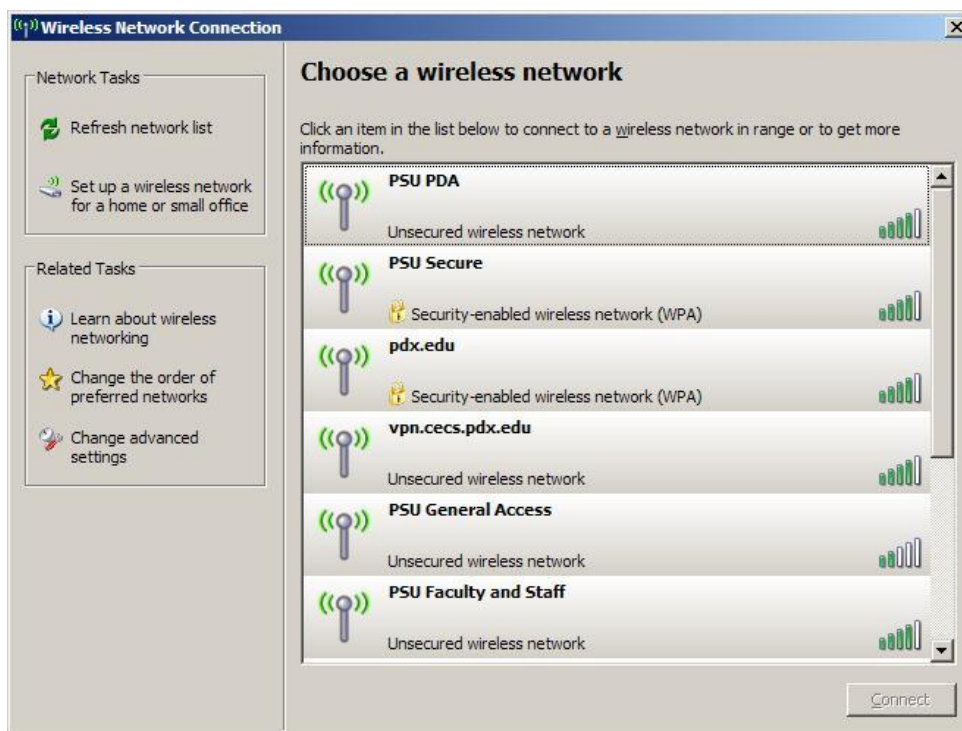 Wireless Network Connection
Network Tasks
Refresh network list
Set up a wireless network
for a home or small office
Related Tasks
Learn about wireless
networking
Change the order of
preferred networks
Change advanced
settings
Choose a wireless network
Click an item in the list below to connect to a wireless network in range or to get more
information.
PSU PDA
Unsecured wireless network
PSU Secure
Security-enabled wireless network (WPA)
pdx.edu
Security-enabled wireless network (WPA)
vpn.cecs.pdx.edu
Unsecured wireless network
PSU General Access
Unsecured wireless network
PSU Faculty and Staff
Unsecured wireless network
Connect